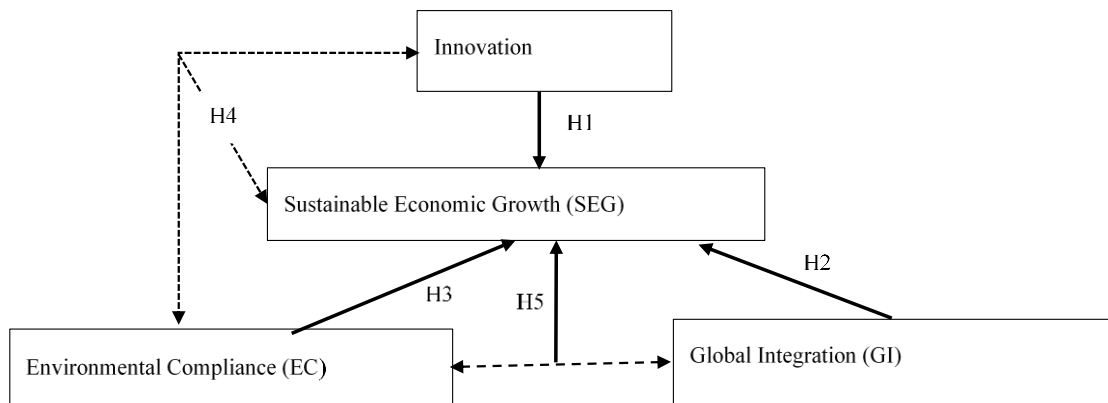 Innovation
H4
H1
Sustainable Economic Growth (SEG)
H2
H3
H5
Environmental Compliance (EC)
Global Integration (GI)